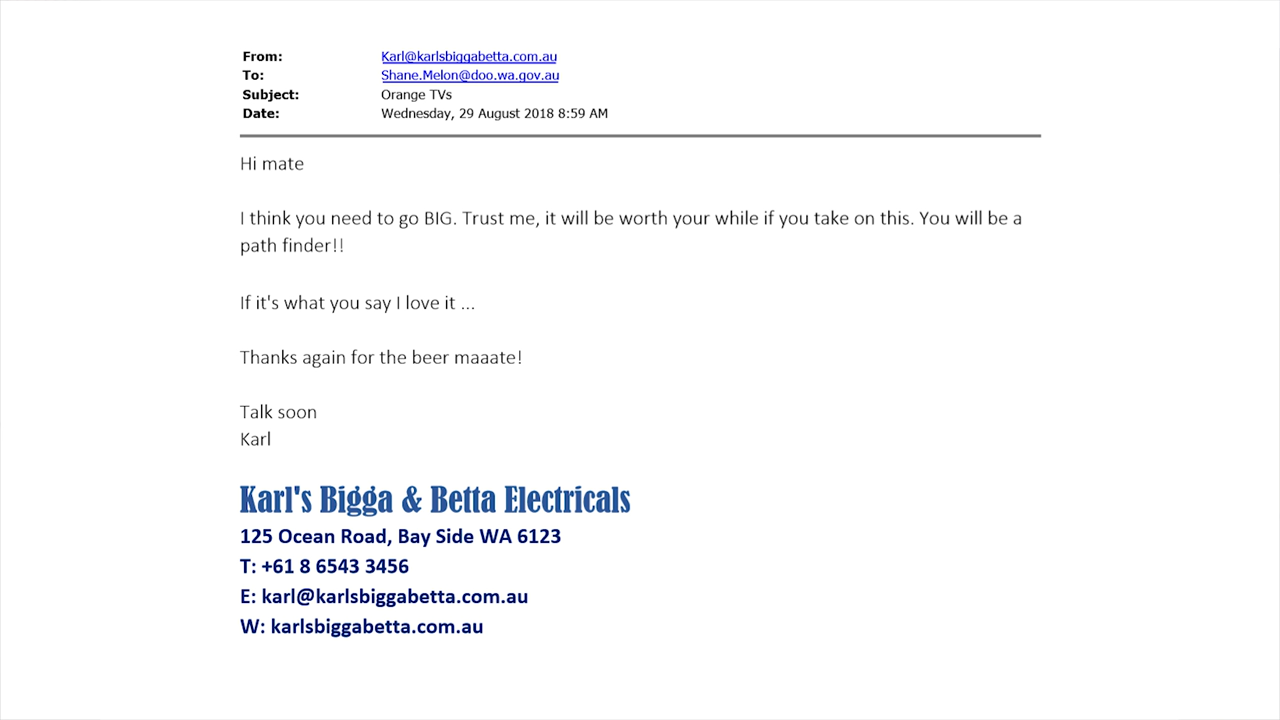 From: Karl@karlsbiggabetta.com.au
To: Shane.Melon@doo.wa.gov.au
Subject: Orange TVs
Date: Wednesday, 29 August 2018 8:59 AM
Hi mate
I think you need to go BIG. Trust me, it will be worth your while if you take on this. You will be a
path finder!!
If it's what you say I love it ...
Thanks again for the beer maaate!
Talk soon
Karl
Karl's Bigga & Betta Electricals
125 Ocean Road, Bay Side WA 6123
T: +61 8 6543 3456
E: karl@karlsbiggabetta.com.au
W: karlsbiggabetta.com.au